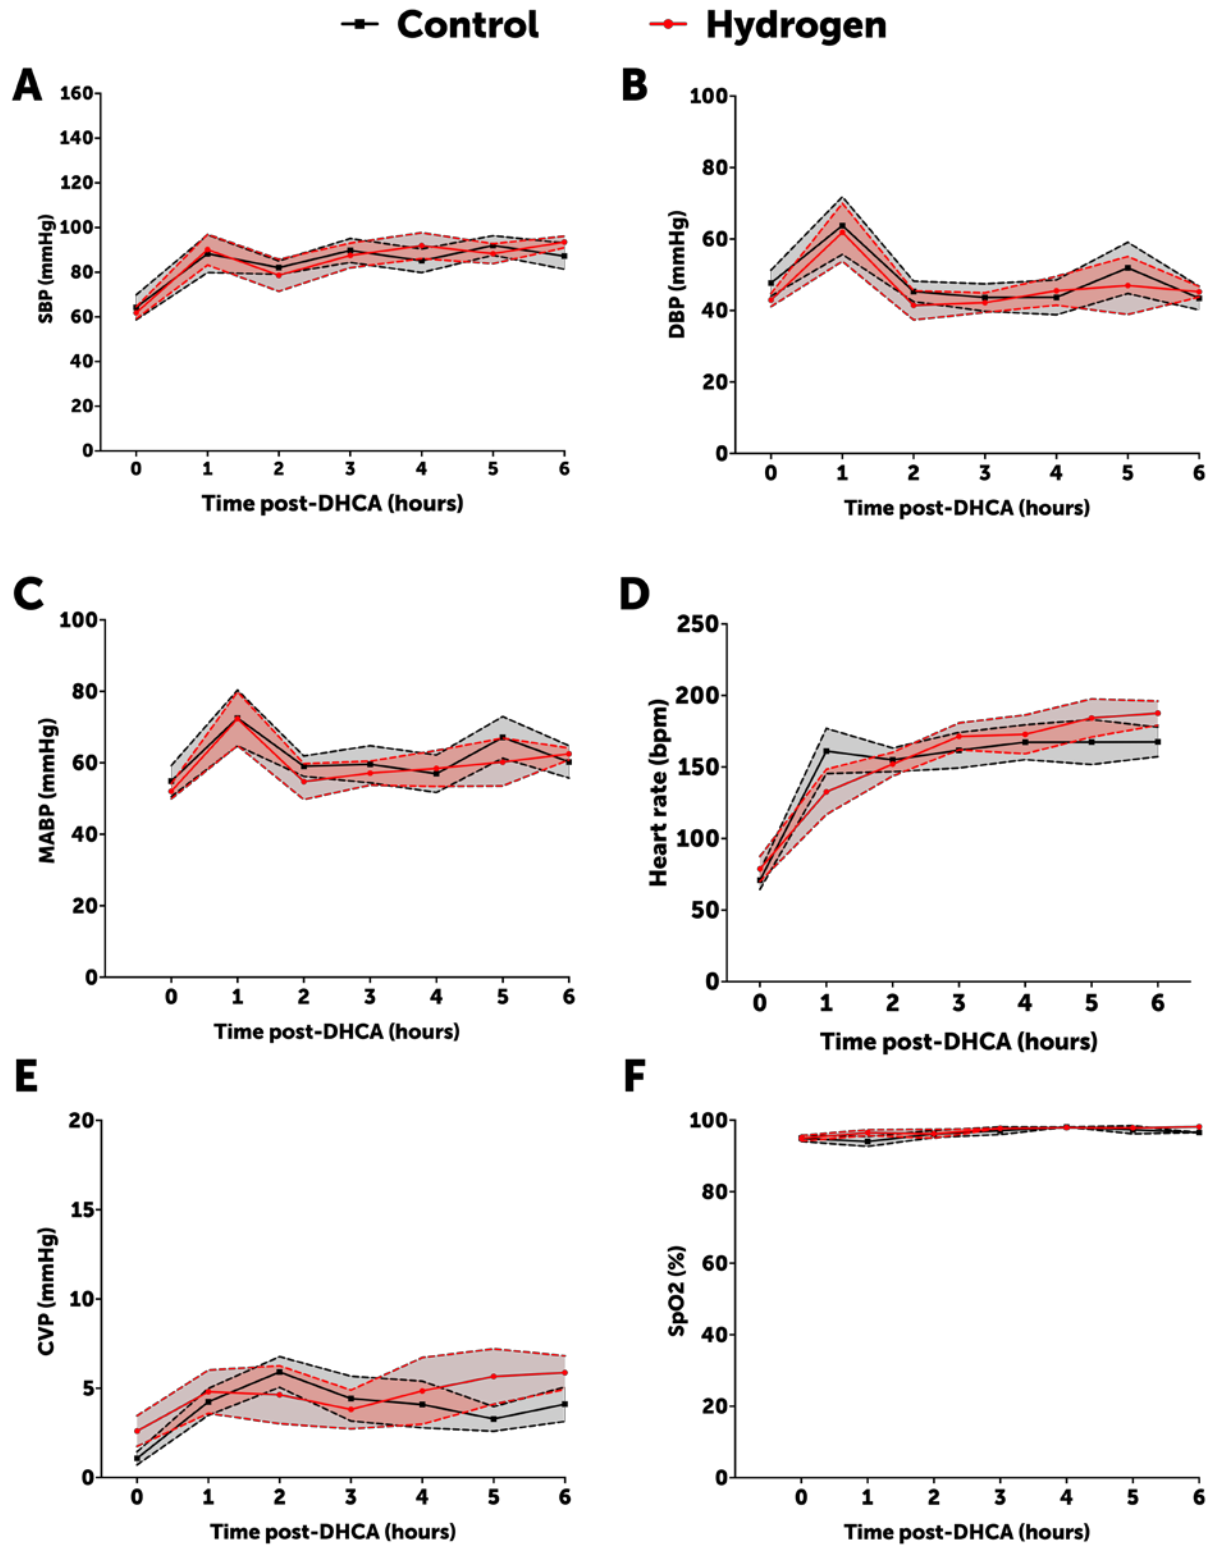 Control Hydrogen
A
160
140
120
100
80
60
40
20
0
SBP (mmHg)
0 1 2 3 4 5 6
Time post-DHCA (hours)
B
100
80
60
40
20
0
DBP (mmHg)
0 1 2 3 4 5 6
Time post-DHCA (hours)
C
100
80
60
40
20
0
MABP (mmHg)
0 1 2 3 4 5 6
Time post-DHCA (hours)
D
250
200
150
100
50
0
Heart rate (bpm)
0 1 2 3 4 5 6
Time post-DHCA (hours)
E
20
15
10
5
0
CVP (mmHg)
0 1 2 3 4 5 6
Time post-DHCA (hours)
F
100
80
60
40
20
0
SpO2 (%)
0 1 2 3 4 5 6
Time post-DHCA (hours)